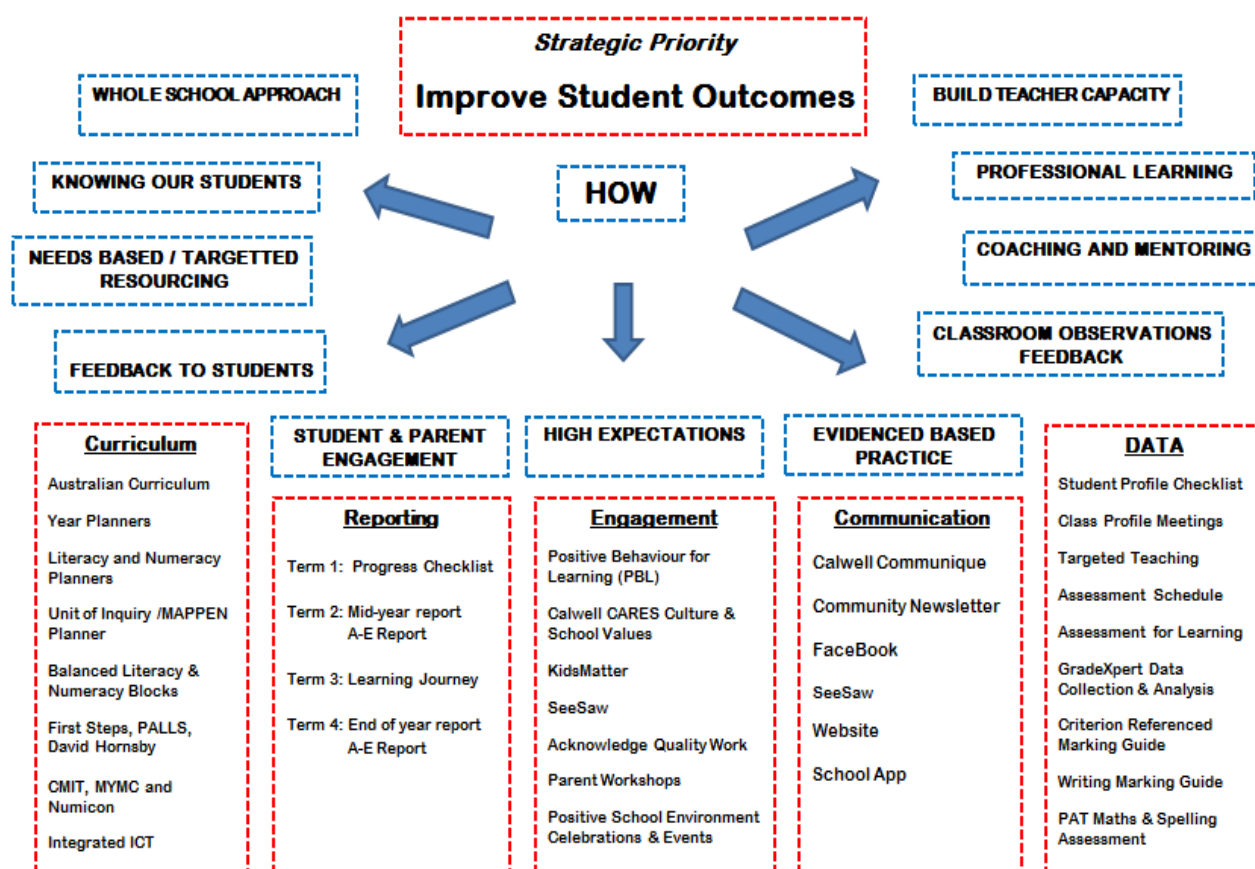 Strategic Priority
Improve Student Outcomes
WHOLE SCHOOL APPROACH
KNOWING OUR STUDENTS
NEEDS BASED / TARGETTED
RESOURCING
FEEDBACK TO STUDENTS
HOW
BUILD TEACHER CAPACITY
PROFESSIONAL LEARNING
COACHING AND MENTORING
CLASSROOM OBSERVATIONS
FEEDBACK
STUDENT & PARENT
ENGAGEMENT
HIGH EXPECTATIONS
EVIDENCED BASED
PRACTICE
Curriculum
Australian Curriculum
Year Planners
Literacy and Numeracy
Planners
Unit of Inquiry /MAPPEN
Planner
Balanced Literacy &
Numeracy Blocks
First Steps, PALLS,
David Hornsby
CMIT, MYMC and
Numicon
Integrated ICT
Reporting
Term 1: Progress Checklist
Term 2: Mid-year report
A-E Report
Term 3: Learning Journey
Term 4: End of year report
A-E Report
Engagement
Positive Behaviour for
Learning (PBL)
Calwell CARES Culture &
School Values
KidsMatter
SeeSaw
Acknowledge Quality Work
Parent Workshops
Positive School Environment
Celebrations & Events
Communication
Calwell Communique
Community Newsletter
FaceBook
SeeSaw
Website
School App
DATA
Student Profile Checklist
Class Profile Meetings
Targeted Teaching
Assessment Schedule
Assessment for Learning
GradeXpert Data
Collection & Analysis
Criterion Referenced
Marking Guide
Writing Marking Guide
PAT Maths & Spelling
Assessment